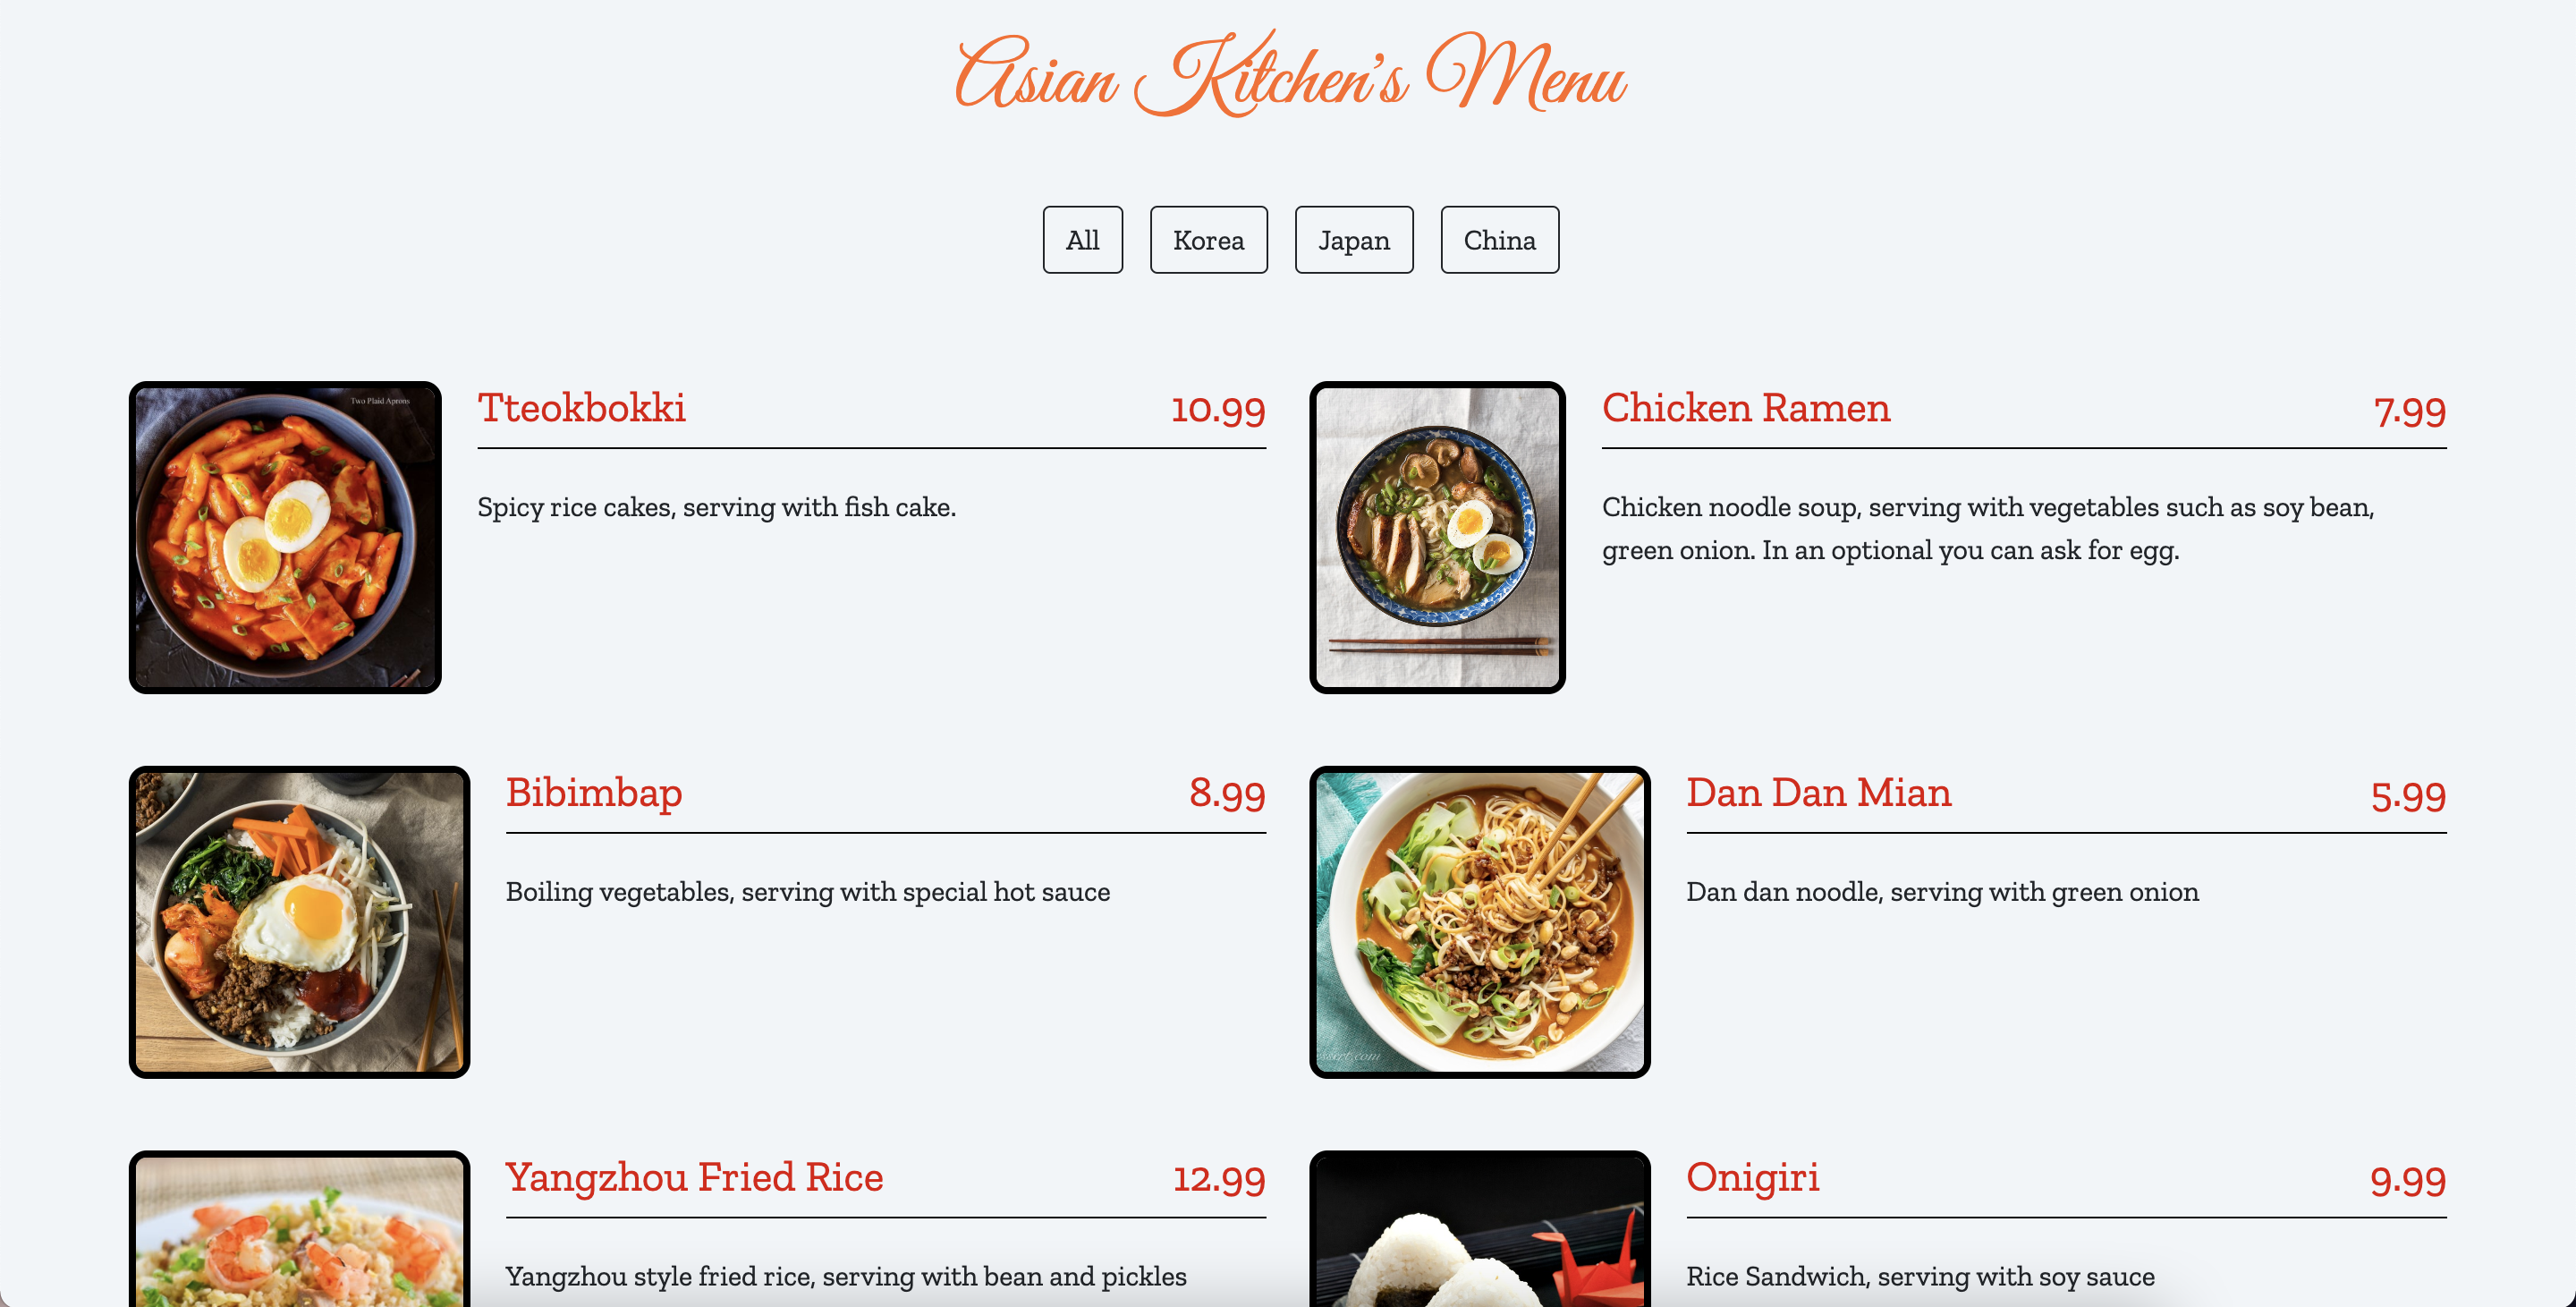 Asian Kitchen's Menu
All
Korea
Japan
China
Two Plaid Aprons
Tteokbokki
10.99
Spicy rice cakes, serving with fish cake.
Chicken Ramen
7.99
Chicken noodle soup, serving with vegetables such as soy bean,
green onion. In an optional you can ask for egg.
Bibimbap
8.99
Boiling vegetables, serving with special hot sauce
Dan Dan Mian
5.99
Dan dan noodle, serving with green onion
Yangzhou Fried Rice
12.99
Yangzhou style fried rice, serving with bean and pickles
Onigiri
9.99
Rice Sandwich, serving with soy sauce